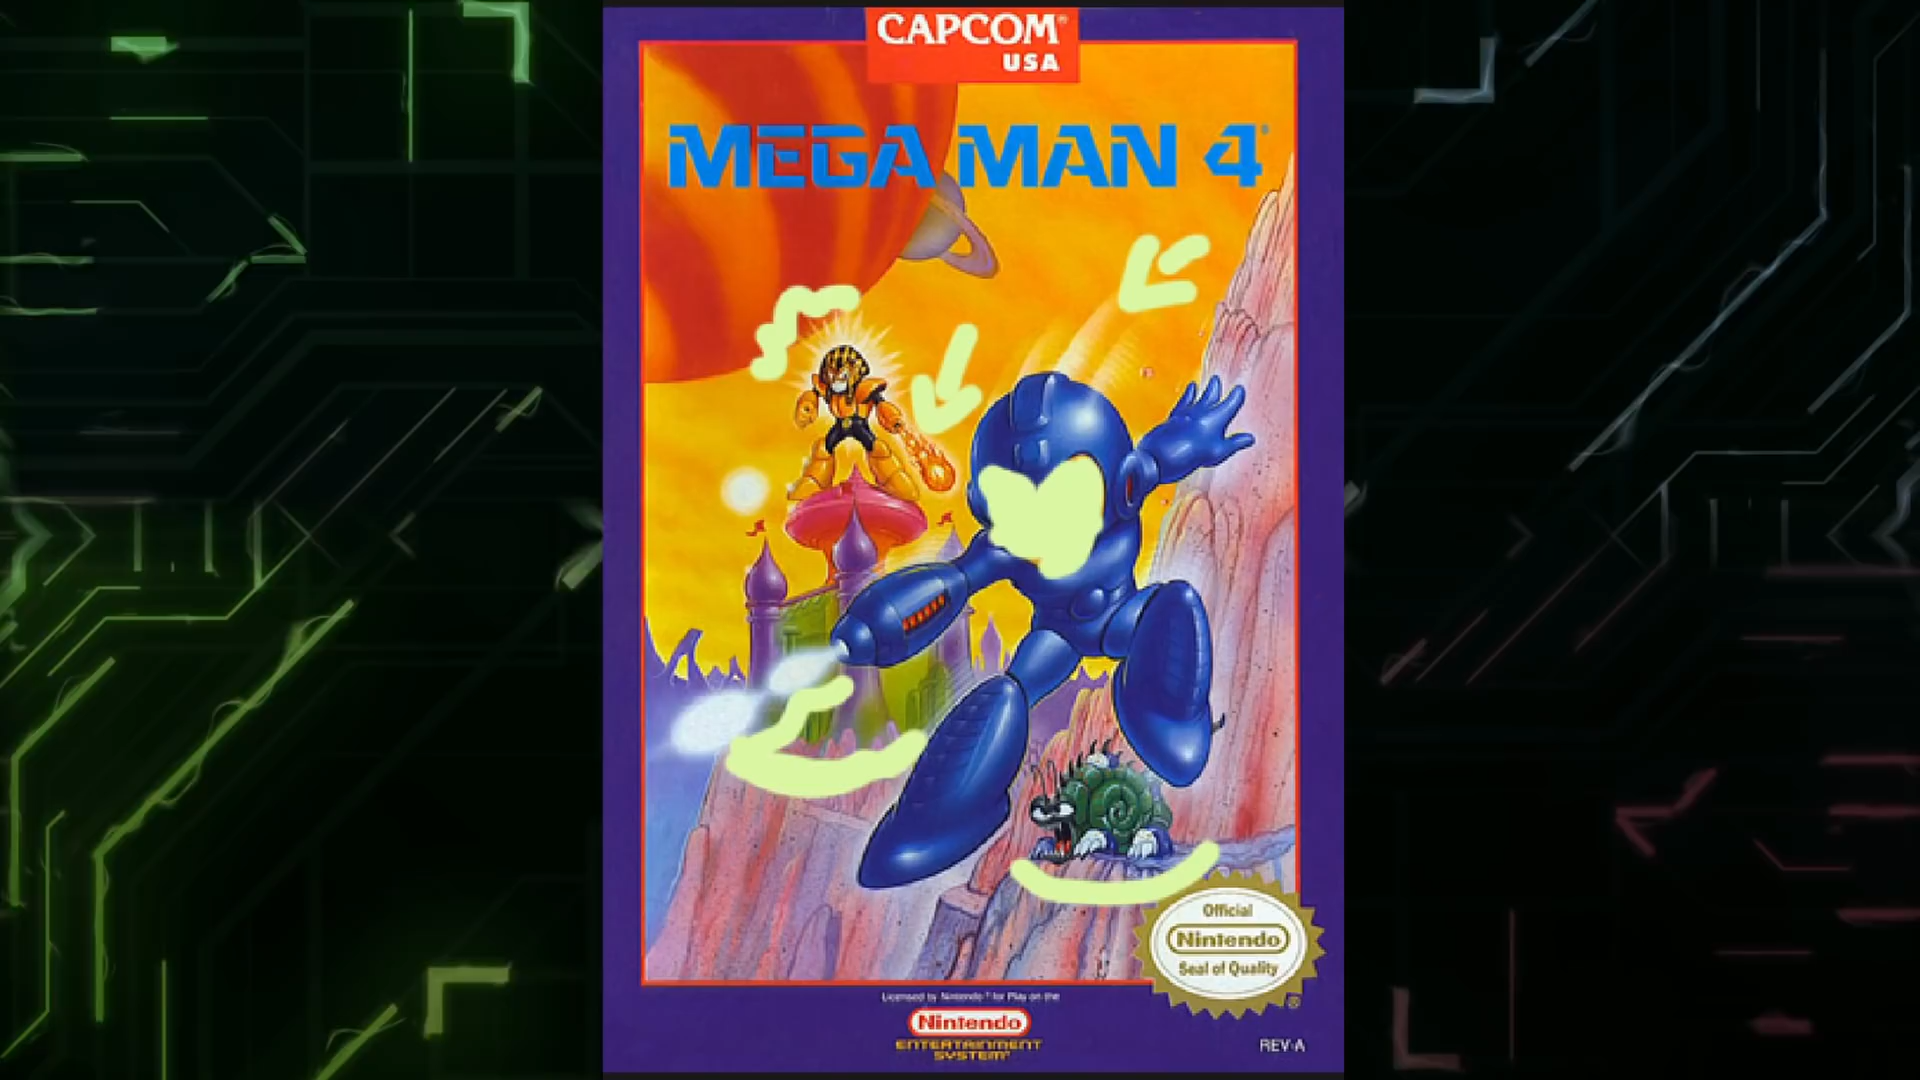 CAPCOM®
USA
MEGA MAN 4®
Official
Nintendo
Seal of Quality
®
Licensed by Nintendo™ for Play on the
Nintendo
ENTERTAINMENT
SYSTEM®
REV-A